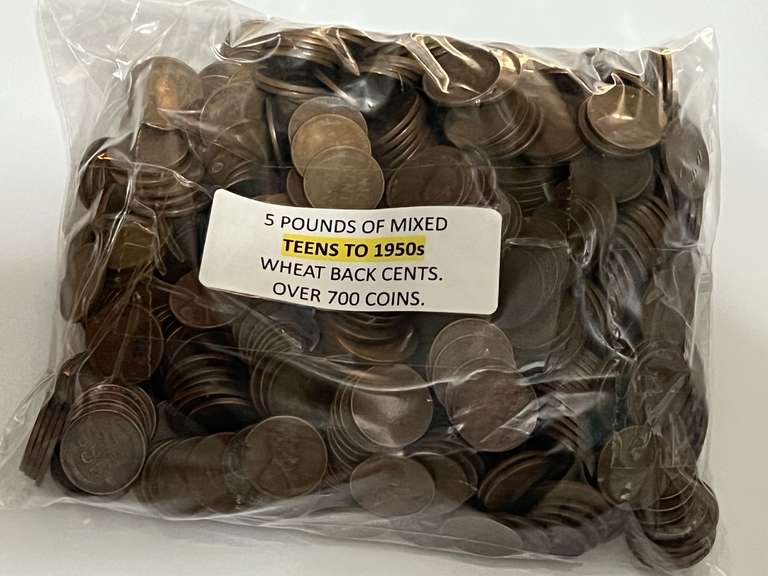 5 POUNDS OF MIXED
TEENS TO 1950s
WHEAT BACK CENTS.
OVER 700 COINS.